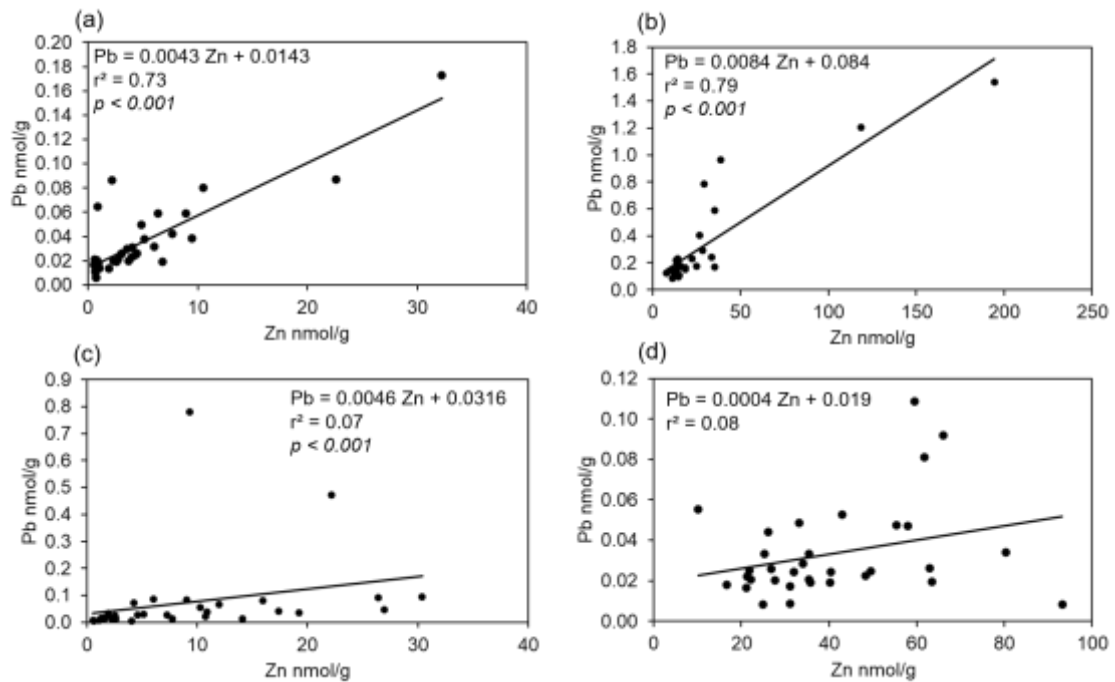 (a)
Pb = 0.0043 Zn + 0.0143
r² = 0.73
p < 0.001
Pb nmol/g
0.20
0.18
0.16
0.14
0.12
0.10
0.08
0.06
0.04
0.02
0.00
0 10 20 30 40
Zn nmol/g
(b)
Pb = 0.0084 Zn + 0.084
r² = 0.79
p < 0.001
Pb nmol/g
1.8
1.6
1.4
1.2
1.0
0.8
0.6
0.4
0.2
0.0
0 50 100 150 200 250
Zn nmol/g
(c)
Pb = 0.0046 Zn + 0.0316
r² = 0.07
p < 0.001
Pb nmol/g
0.9
0.8
0.7
0.6
0.5
0.4
0.3
0.2
0.1
0.0
0 10 20 30 40
Zn nmol/g
(d)
Pb = 0.0004 Zn + 0.019
r² = 0.08
Pb nmol/g
0.12
0.10
0.08
0.06
0.04
0.02
0.00
0 20 40 60 80 100
Zn nmol/g